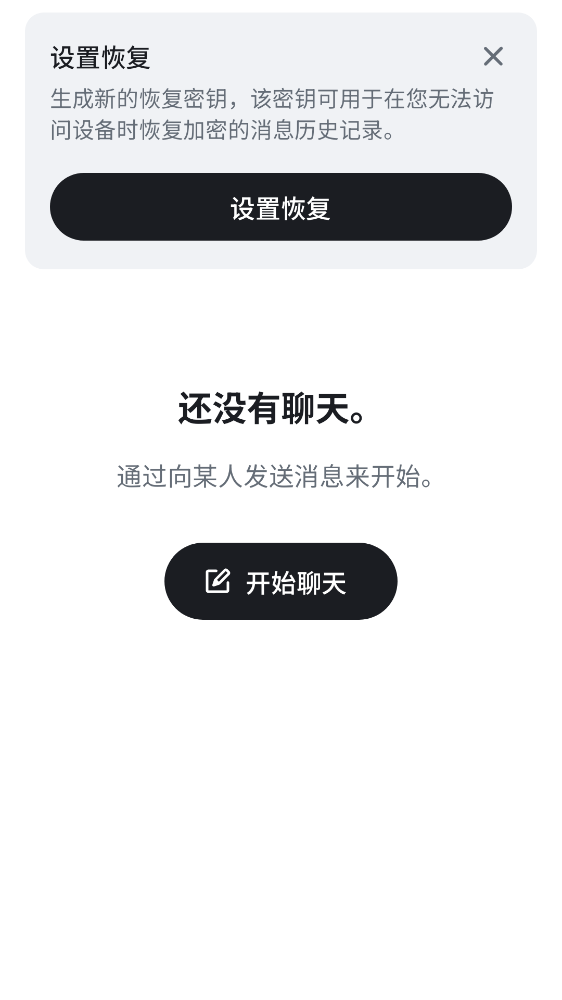 设置恢复
生成新的恢复密钥，该密钥可用于在您无法访
问设备时恢复加密的消息历史记录。
设置恢复
还没有聊天。
通过向某人发送消息来开始。
开始聊天